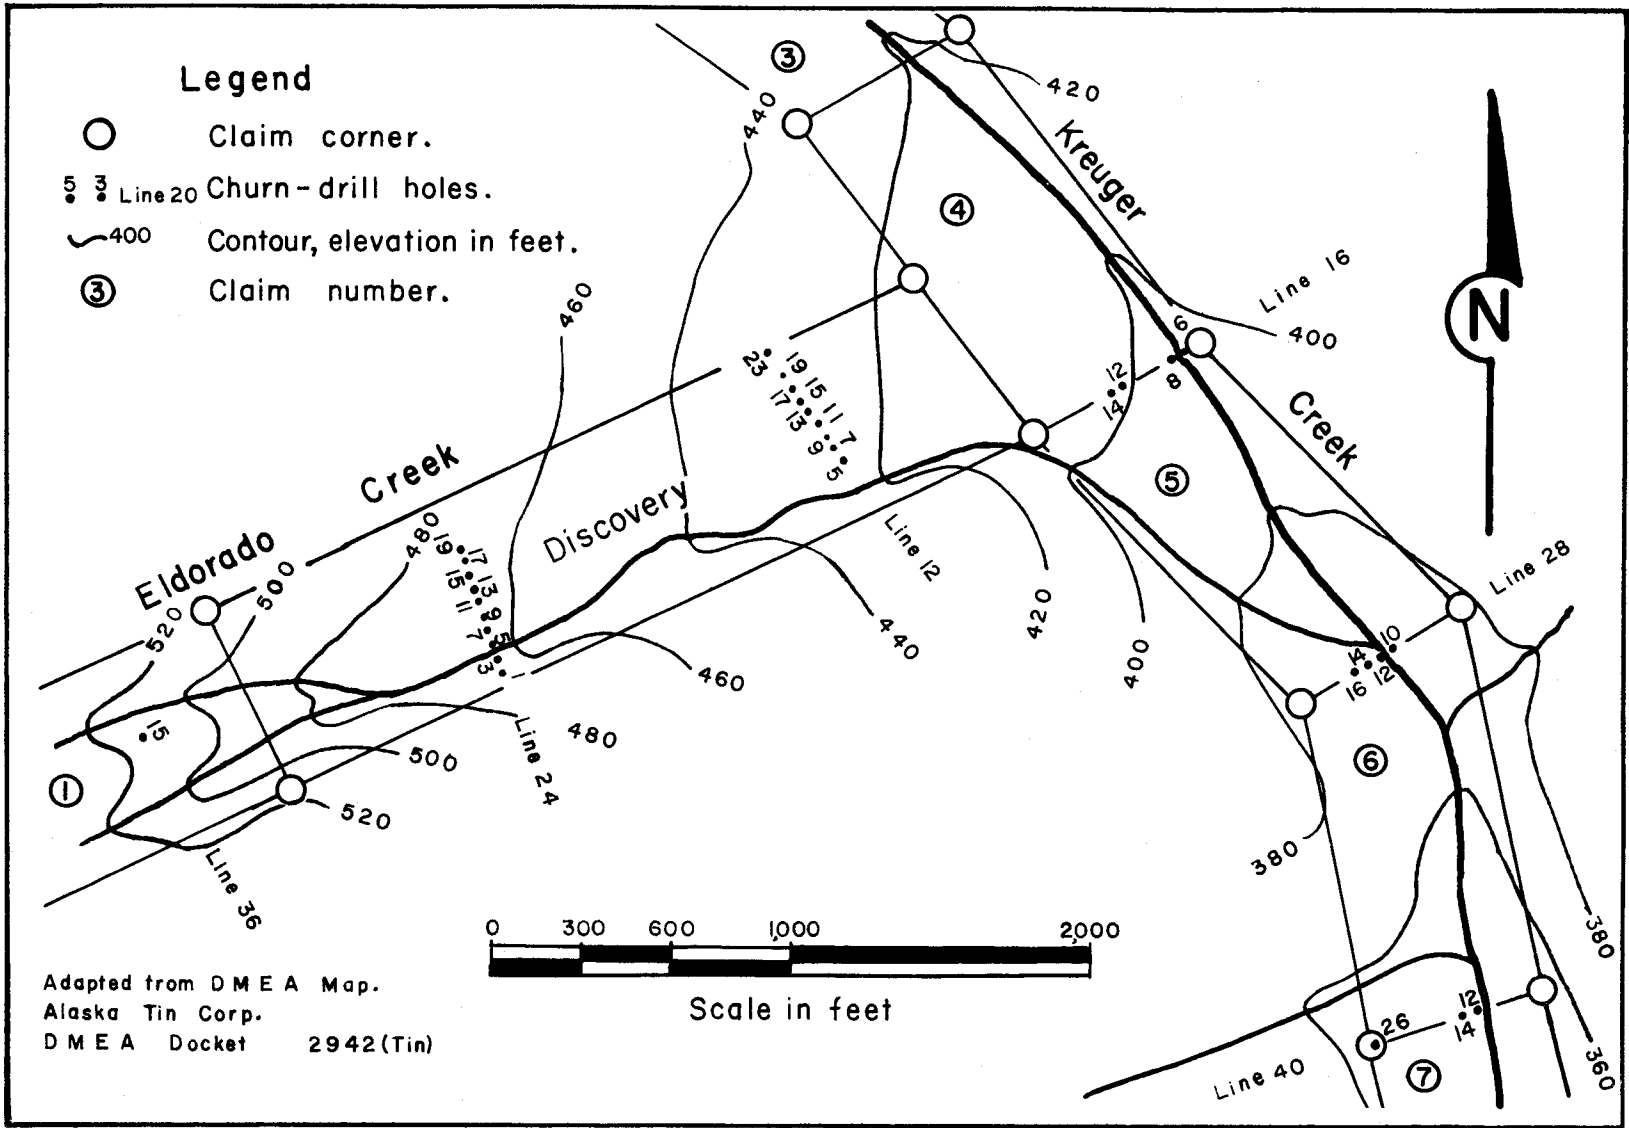 Legend
Claim corner.
5 3 Line 20 Churn-drill holes.
400 Contour, elevation in feet.
3 Claim number.
3
440
420
Kreuger
4
460
Line 16
6
400
N
8
12
14
23
19 15 11 7
17 13 9 5
Creek
Creek
5
Discovery
Eldorado
480
19 17
15 13
11 9
7 5
3
500
520
Line 12
Line 28
420
440
400
10
14
12
16
460
480
Line 24
15
500
1
520
6
380
Line 36
380
0 300 600 1,000 2,000
Scale in feet
Adapted from DMEA Map.
Alaska Tin Corp.
DMEA Docket 2942(Tin)
12
14
26
360
Line 40
7